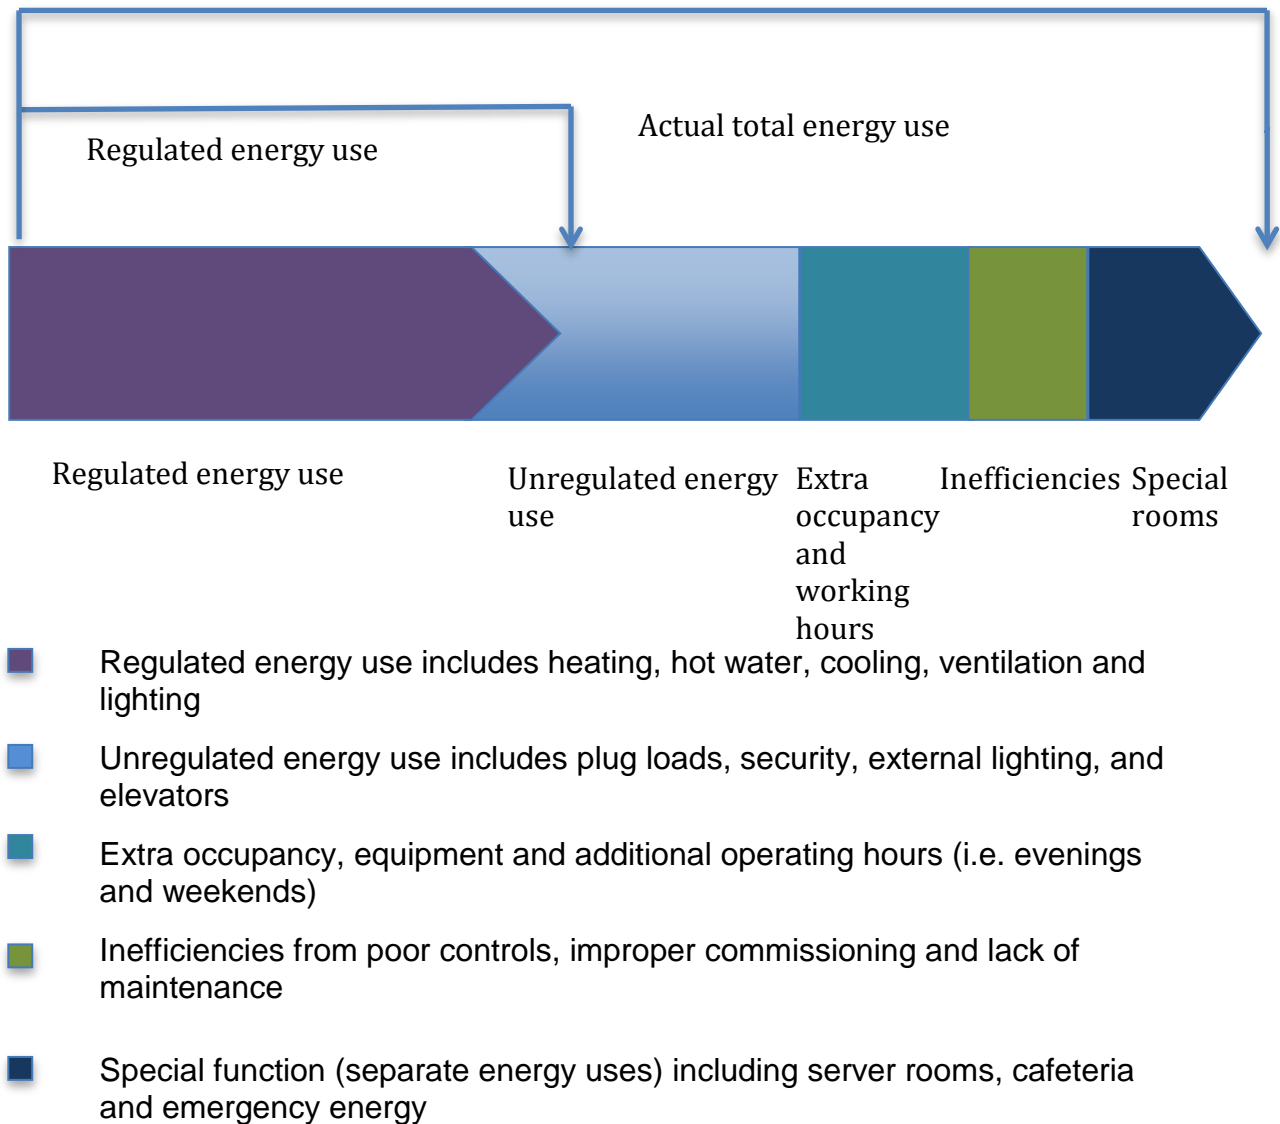 Actual total energy use
Regulated energy use
Regulated energy use
Unregulated energy
use
Extra
occupancy
and
working
hours
Inefficiencies
Special
rooms
Regulated energy use includes heating, hot water, cooling, ventilation and
lighting
Unregulated energy use includes plug loads, security, external lighting, and
elevators
Extra occupancy, equipment and additional operating hours (i.e. evenings
and weekends)
Inefficiencies from poor controls, improper commissioning and lack of
maintenance
Special function (separate energy uses) including server rooms, cafeteria
and emergency energy